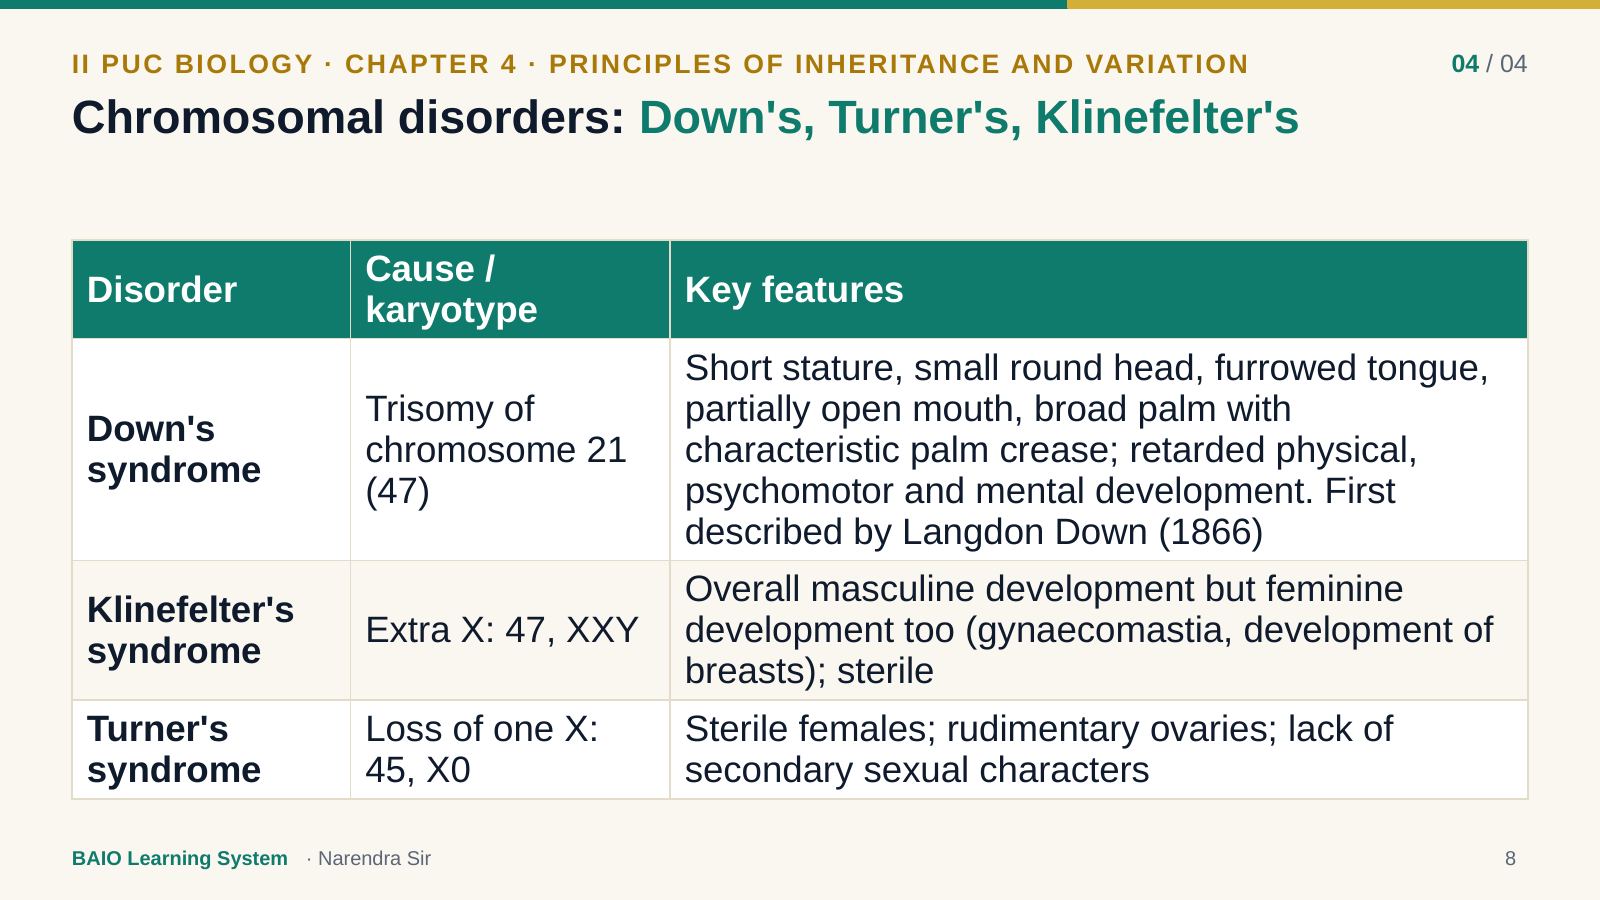 II PUC BIOLOGY · CHAPTER 4 · PRINCIPLES OF INHERITANCE AND VARIATION
04 / 04
Chromosomal disorders: Down's, Turner's, Klinefelter's
Disorder
Cause /
karyotype
Key features
Down's
syndrome
Trisomy of
chromosome 21
(47)
Short stature, small round head, furrowed tongue,
partially open mouth, broad palm with
characteristic palm crease; retarded physical,
psychomotor and mental development. First
described by Langdon Down (1866)
Klinefelter's
syndrome
Extra X: 47, XXY
Overall masculine development but feminine
development too (gynaecomastia, development of
breasts); sterile
Turner's
syndrome
Loss of one X:
45, X0
Sterile females; rudimentary ovaries; lack of
secondary sexual characters
BAIO Learning System · Narendra Sir
8